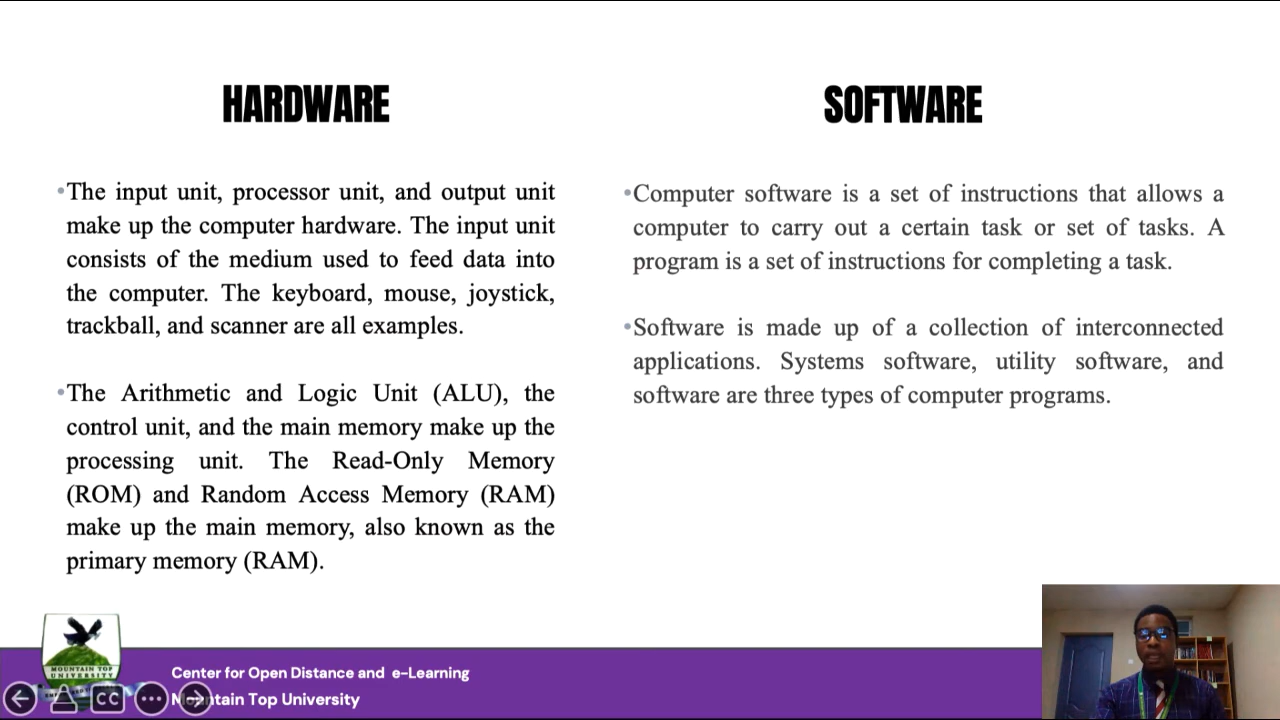 HARDWARE
•The input unit, processor unit, and output unit
make up the computer hardware. The input unit
consists of the medium used to feed data into
the computer. The keyboard, mouse, joystick,
trackball, and scanner are all examples.
•The Arithmetic and Logic Unit (ALU), the
control unit, and the main memory make up the
processing unit. The Read-Only Memory
(ROM) and Random Access Memory (RAM)
make up the main memory, also known as the
primary memory (RAM).
SOFTWARE
•Computer software is a set of instructions that allows a
computer to carry out a certain task or set of tasks. A
program is a set of instructions for completing a task.
•Software is made up of a collection of interconnected
applications. Systems software, utility software, and
software are three types of computer programs.
MOUNTAIN TOP
UNIVERSITY
Center for Open Distance and e-Learning
Mountain Top University
CC